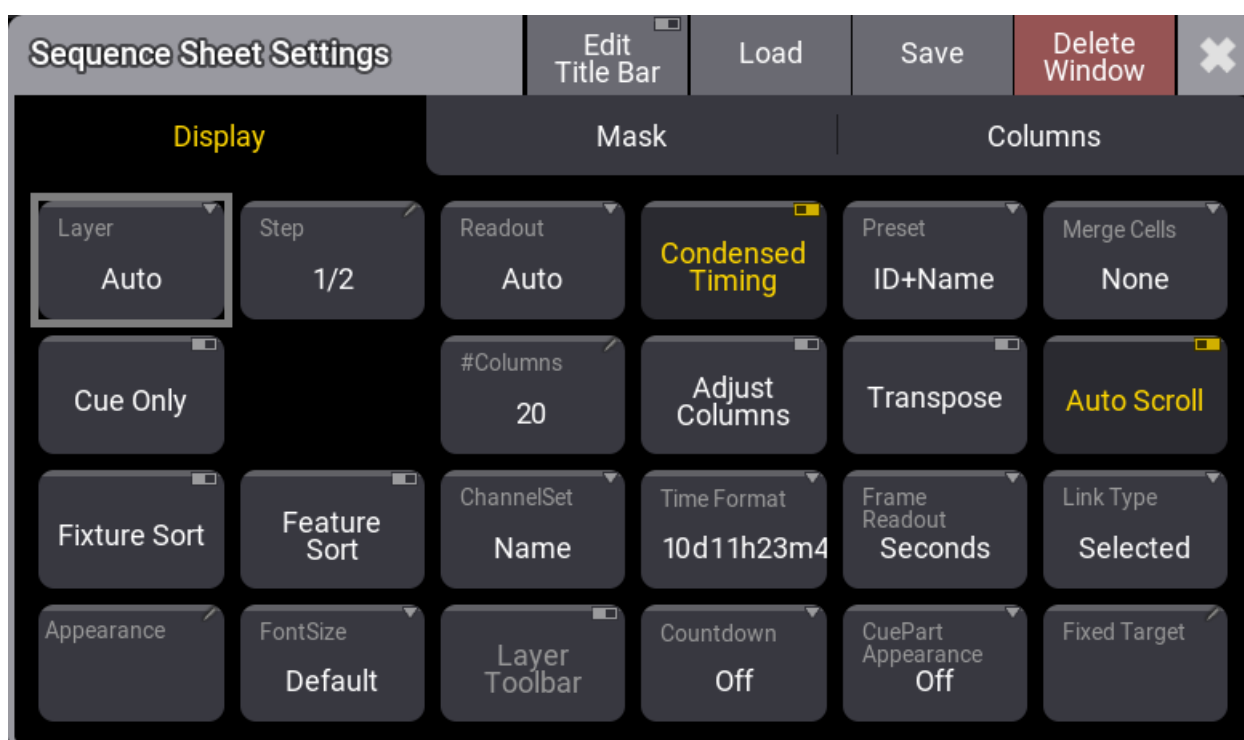 Sequence Sheet Settings
Edit
Title Bar
Load
Save
Delete
Window
Display
Mask
Columns
Layer
Auto
Step
1/2
Readout
Auto
Condensed
Timing
Preset
ID+Name
Merge Cells
None
Cue Only
#Columns
20
Adjust
Columns
Transpose
Auto Scroll
Fixture Sort
Feature
Sort
ChannelSet
Name
Time Format
10d11h23m4
Frame
Readout
Seconds
Link Type
Selected
Appearance
FontSize
Default
Layer
Toolbar
Countdown
Off
CuePart
Appearance
Off
Fixed Target